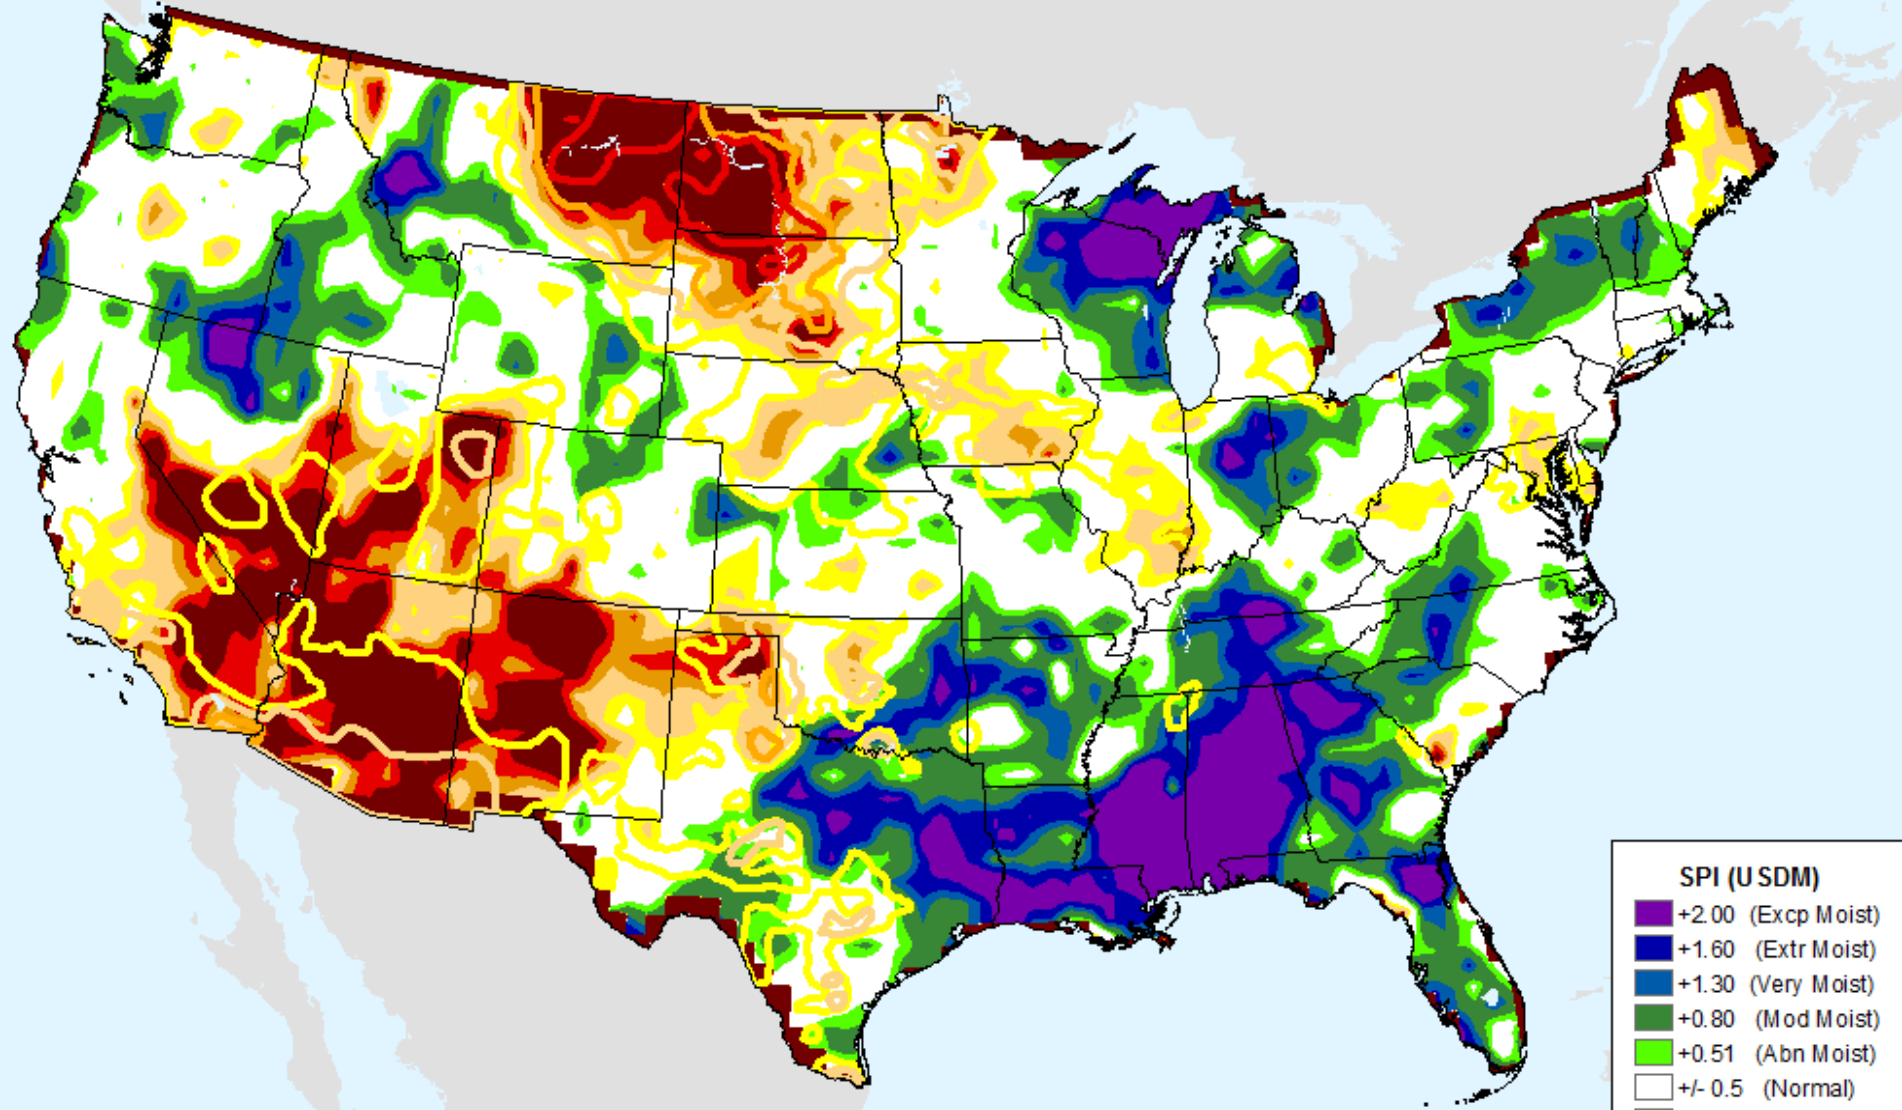 SPI (USDM)
+2.00 (Excp Moist)
+1.60 (Extr Moist)
+1.30 (Very Moist)
+0.80 (Mod Moist)
+0.51 (Abn Moist)
+/- 0.5 (Normal)